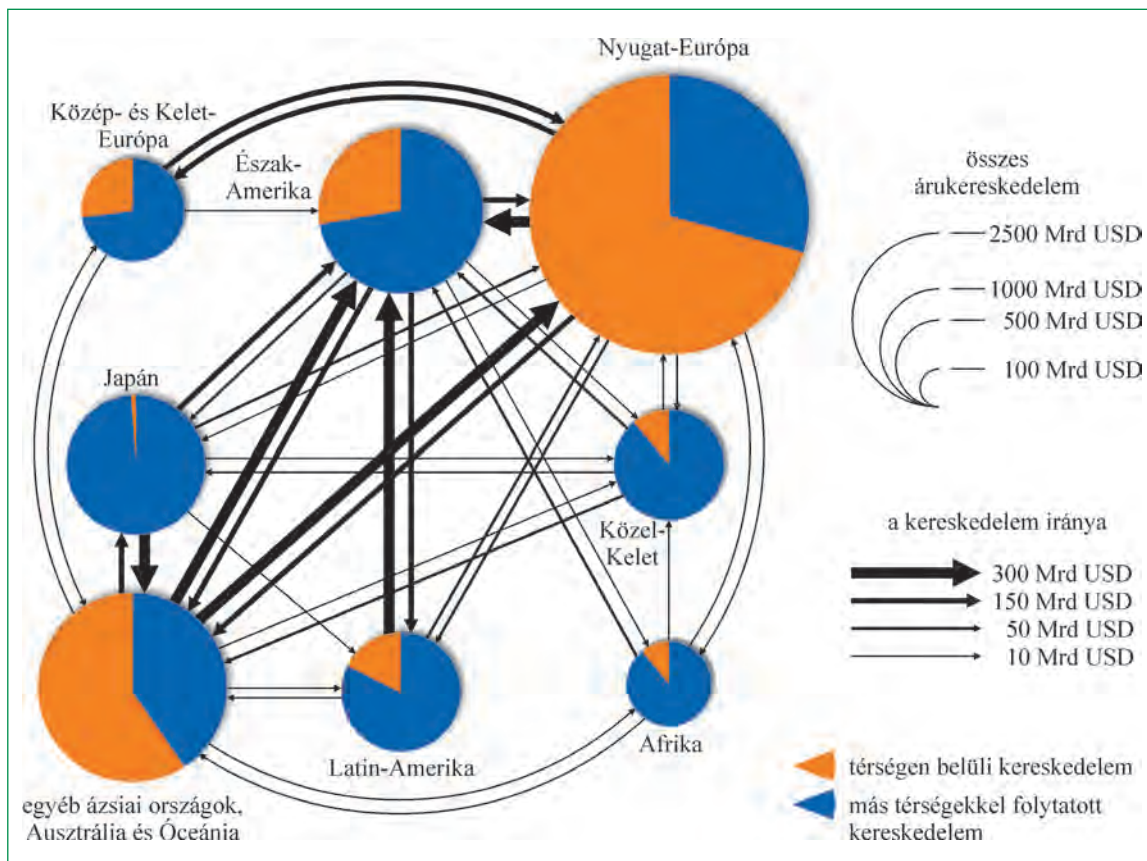 Nyugat-Európa
Közép- és Kelet-
Európa
Észak-
Amerika
összes
árukereskedelem
2500 Mrd USD
1000 Mrd USD
500 Mrd USD
100 Mrd USD
Japán
Közel-
Kelet
a kereskedelem iránya
300 Mrd USD
150 Mrd USD
50 Mrd USD
10 Mrd USD
Latin-Amerika
Afrika
egyéb ázsiai országok,
Ausztrália és Óceánia
térségen belüli kereskedelem
más térségekkel folytatott
kereskedelem